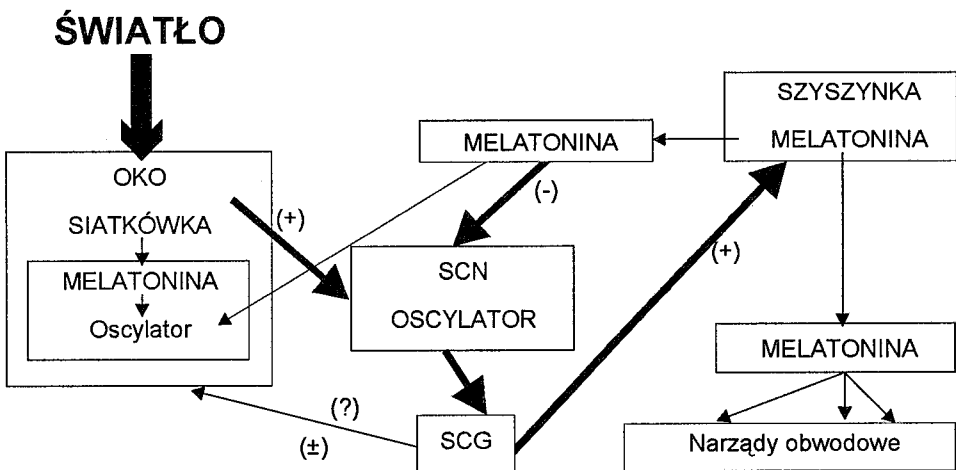 ŚWIATŁO
OKO
SIATKÓWKA
MELATONINA
Oscylator
(+)
MELATONINA
(-)
SCN
OSCYLATOR
SCG
(?)
(±)
(+)
SZYSZYNKA
MELATONINA
MELATONINA
Narządy obwodowe